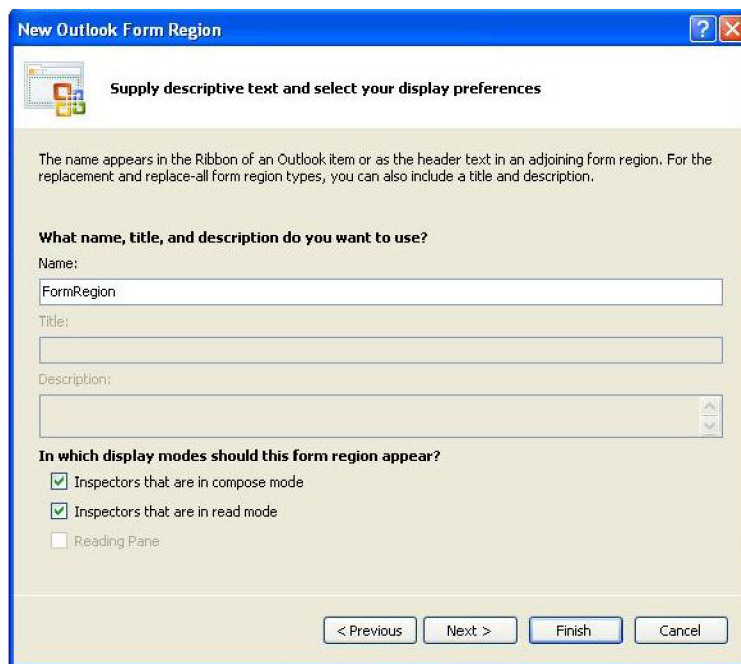 New Outlook Form Region
Supply descriptive text and select your display preferences
The name appears in the Ribbon of an Outlook item or as the header text in an adjoining form region. For the
replacement and replace-all form region types, you can also include a title and description.
What name, title, and description do you want to use?
Name:
FormRegion
Title:
Description:
In which display modes should this form region appear?
Inspectors that are in compose mode
Inspectors that are in read mode
Reading Pane
< Previous
Next >
Finish
Cancel